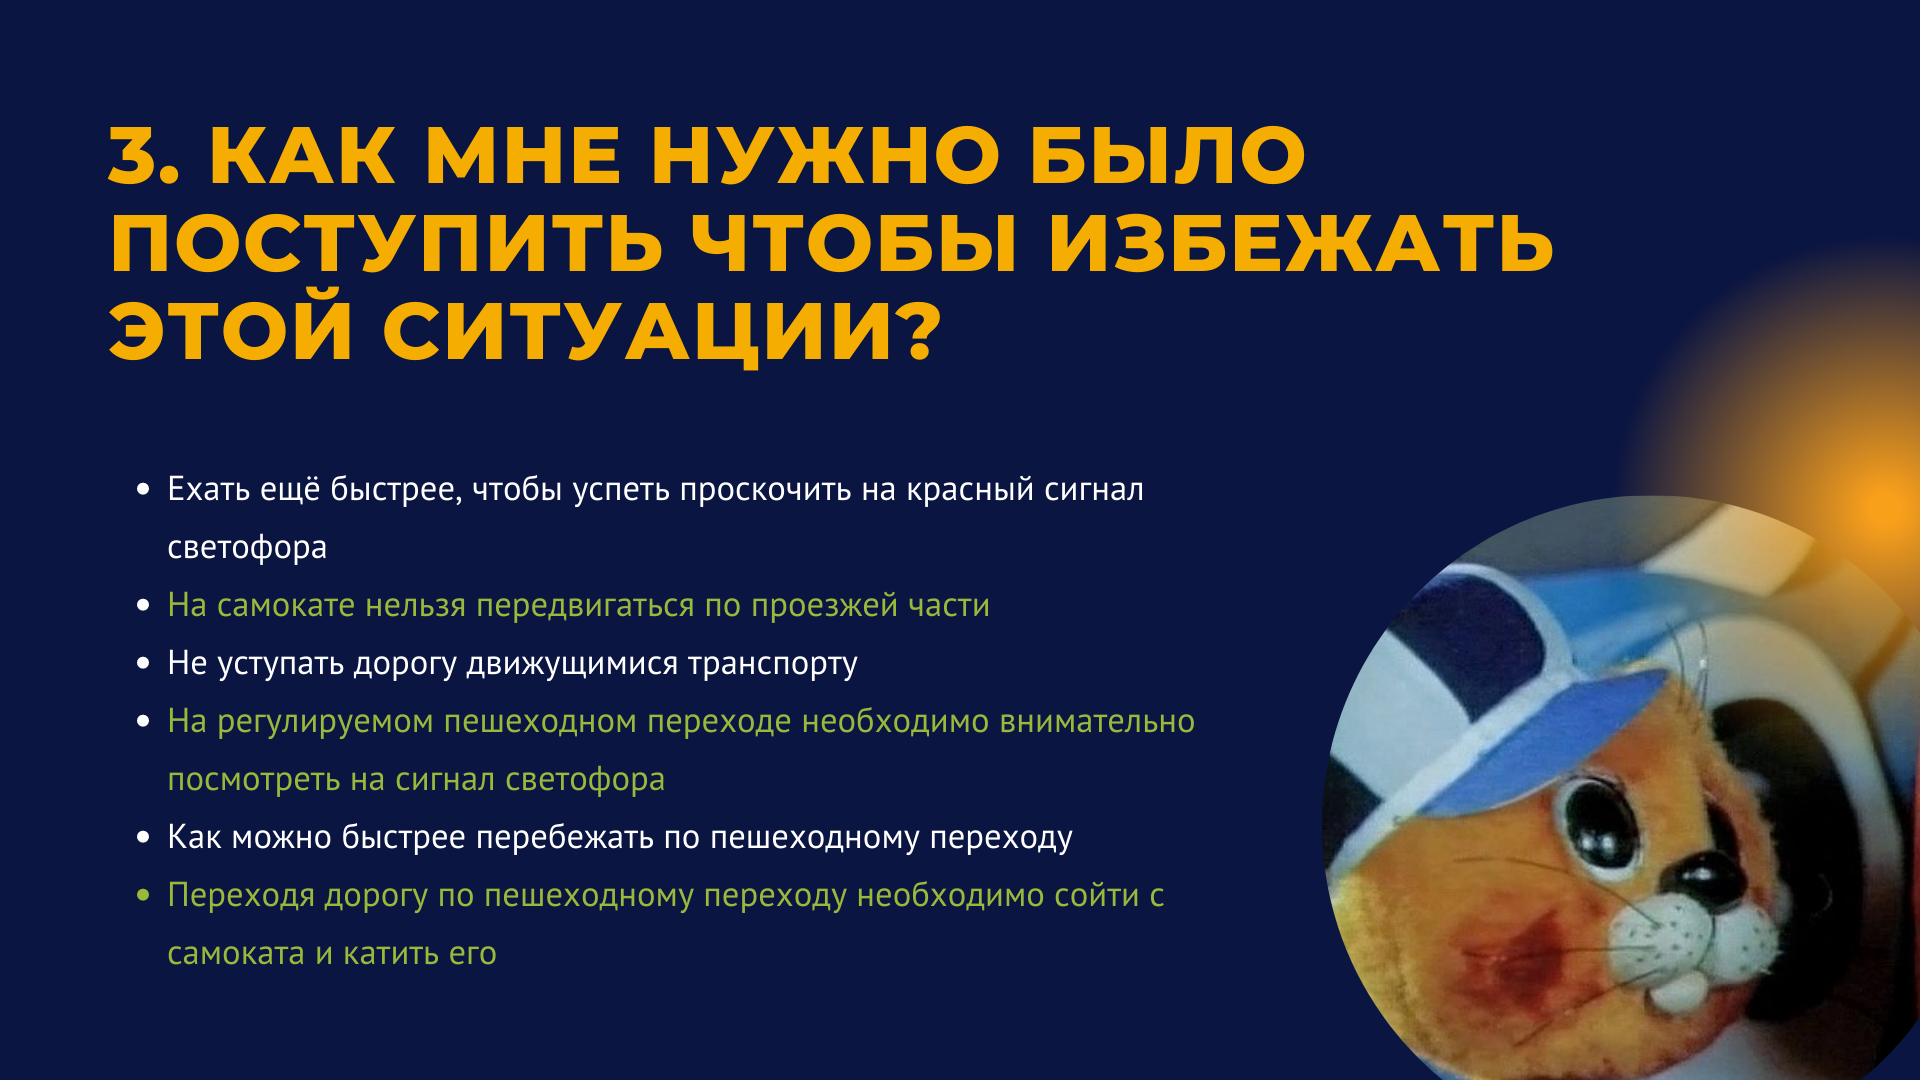 3. КАК МНЕ НУЖНО БЫЛО
ПОСТУПИТЬ ЧТОБЫ ИЗБЕЖАТЬ
ЭТОЙ СИТУАЦИИ?
• Ехать ещё быстрее, чтобы успеть проскочить на красный сигнал
светофора
• На самокате нельзя передвигаться по проезжей части
• Не уступать дорогу движущимися транспорту
• На регулируемом пешеходном переходе необходимо внимательно
посмотреть на сигнал светофора
• Как можно быстрее перебежать по пешеходному переходу
• Переходя дорогу по пешеходному переходу необходимо сойти с
самоката и катить его